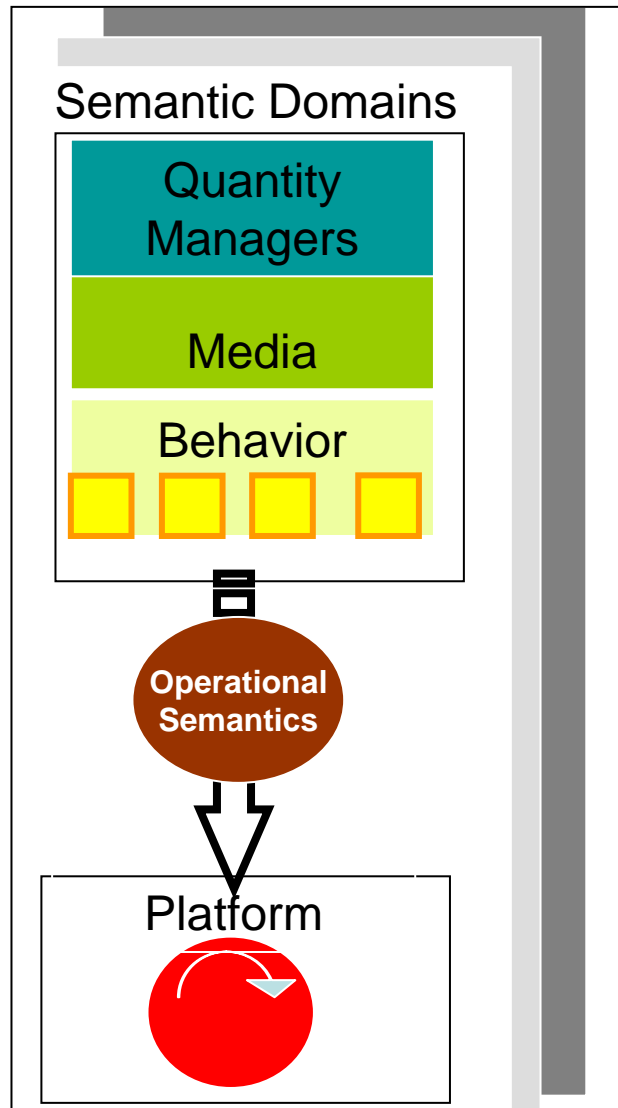 Semantic Domains
Quantity
Managers
Media
Behavior
Operational
Semantics
Platform